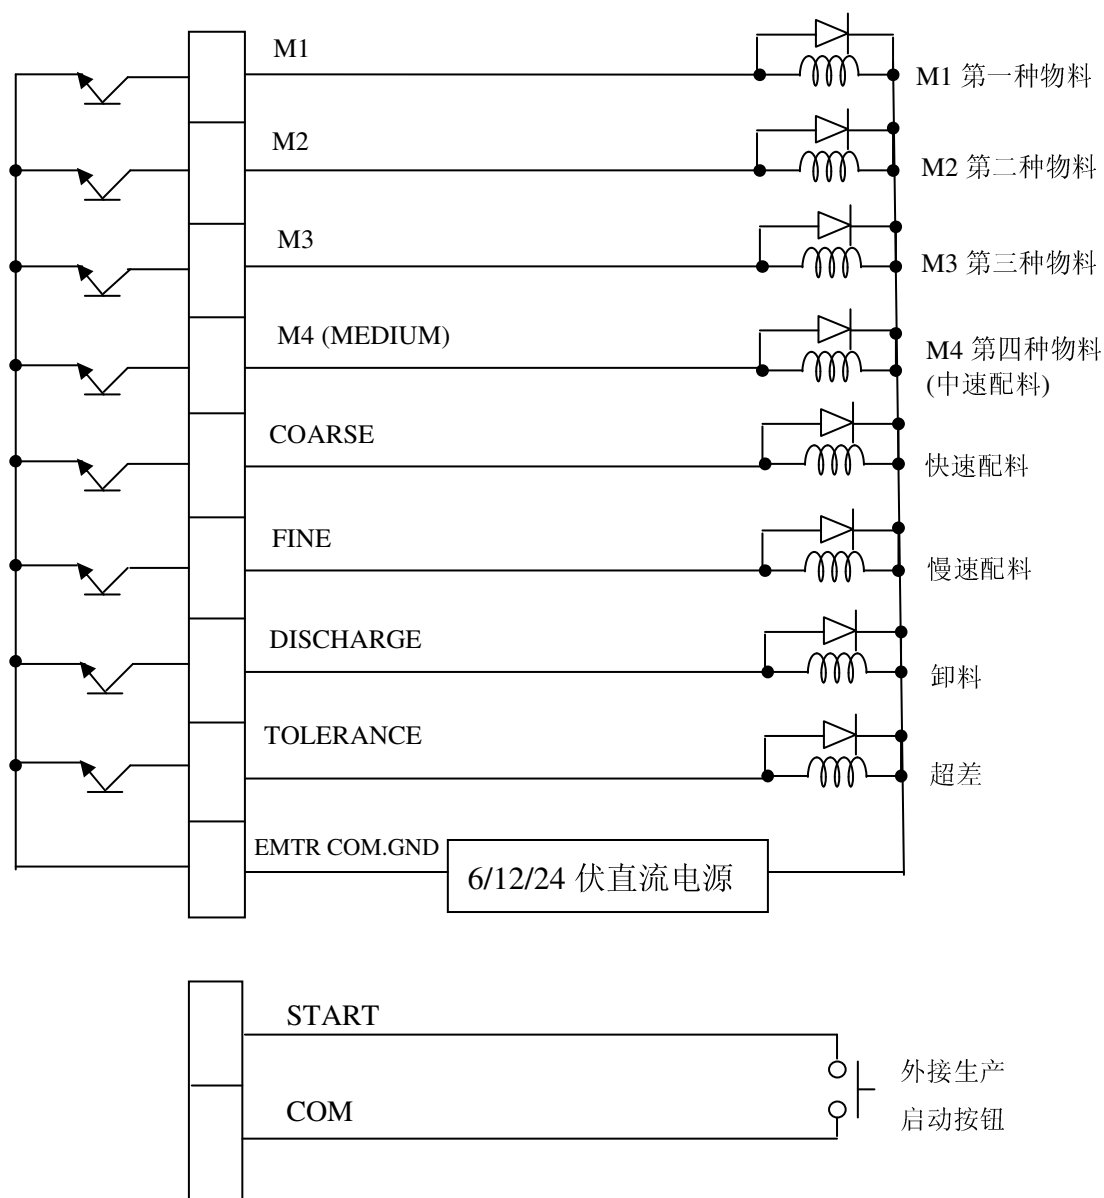 M1
M1 第一种物料
M2
M2 第二种物料
M3
M3 第三种物料
M4 (MEDIUM)
M4 第四种物料
(中速配料)
COARSE
快速配料
FINE
慢速配料
DISCHARGE
卸料
TOLERANCE
超差
EMTR COM.GND
6/12/24 伏直流电源
START
外接生产
COM
启动按钮